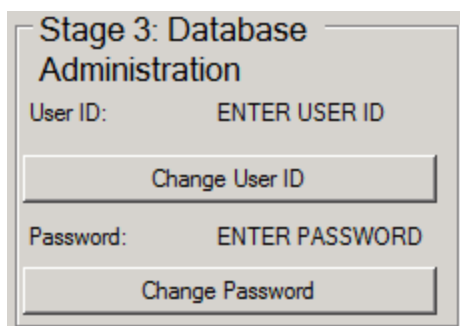 Stage 3: Database
Administration
User ID: ENTER USER ID
Change User ID
Password: ENTER PASSWORD
Change Password